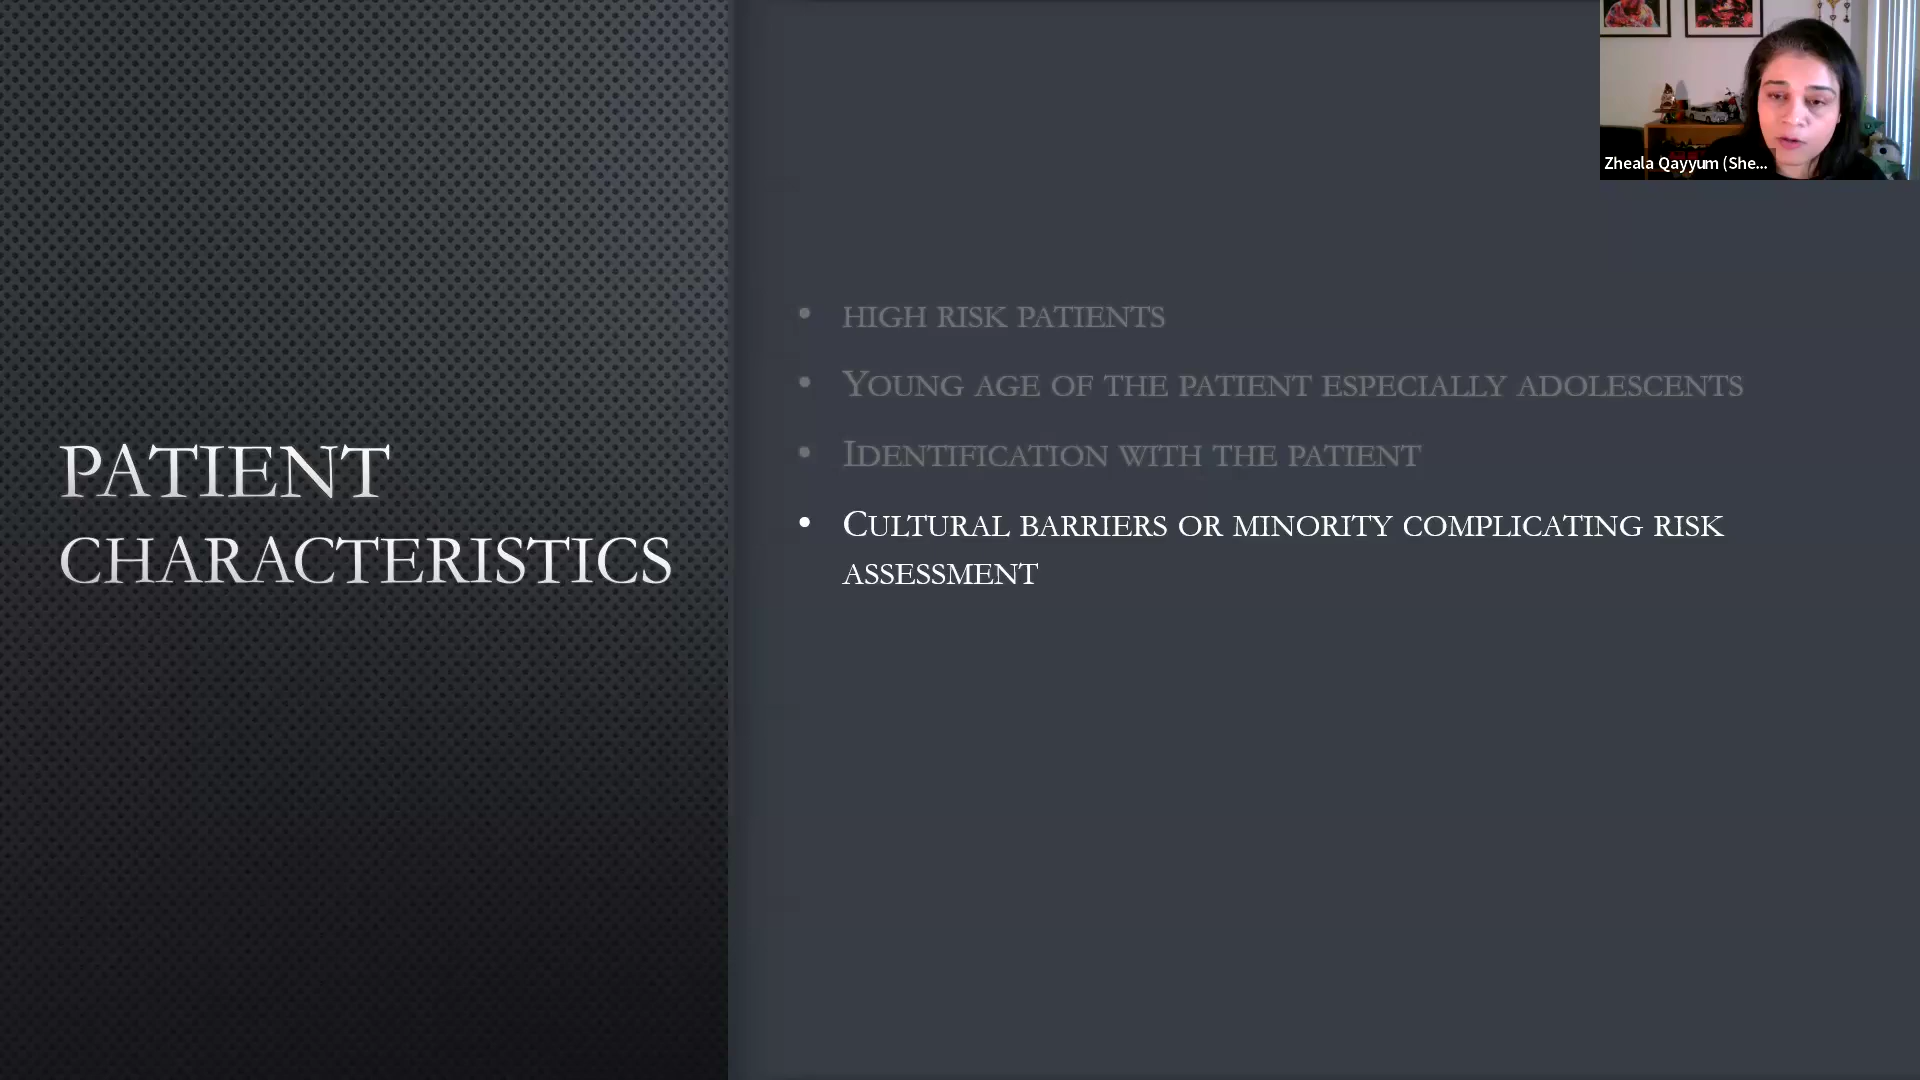 PATIENT
CHARACTERISTICS
• HIGH RISK PATIENTS
• YOUNG AGE OF THE PATIENT ESPECIALLY ADOLESCENTS
• IDENTIFICATION WITH THE PATIENT
• CULTURAL BARRIERS OR MINORITY COMPLICATING RISK
ASSESSMENT
Zheala Qayyum (She...